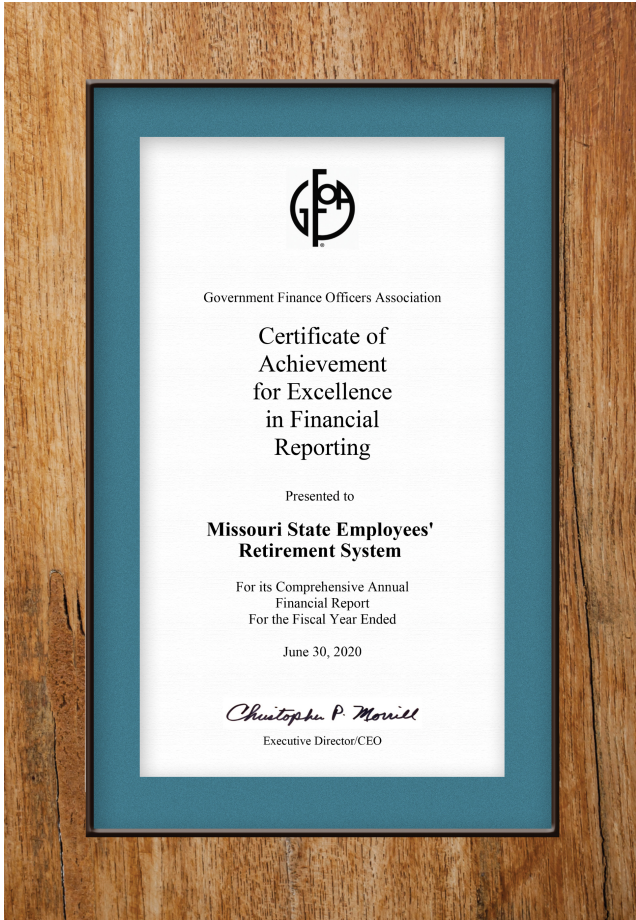 GFOA
®
Government Finance Officers Association
Certificate of
Achievement
for Excellence
in Financial
Reporting
Presented to
Missouri State Employees'
Retirement System
For its Comprehensive Annual
Financial Report
For the Fiscal Year Ended
June 30, 2020
Christopher P. Morrill
Executive Director/CEO